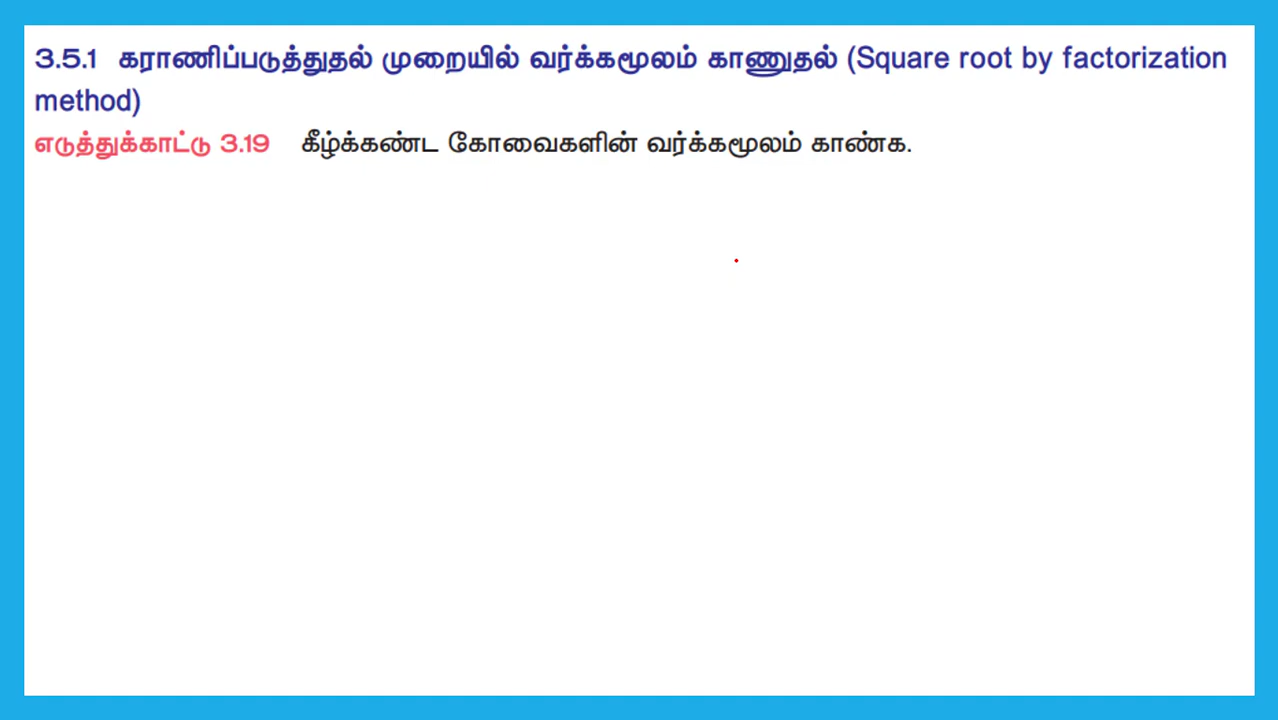 3.5.1 கராணிப்படுத்துதல் முறையில் வர்க்கமூலம் காணுதல் (Square root by factorization
method)
எடுத்துக்காட்டு 3.19 கீழ்க்கண்ட கோவைகளின் வர்க்கமூலம் காண்க.